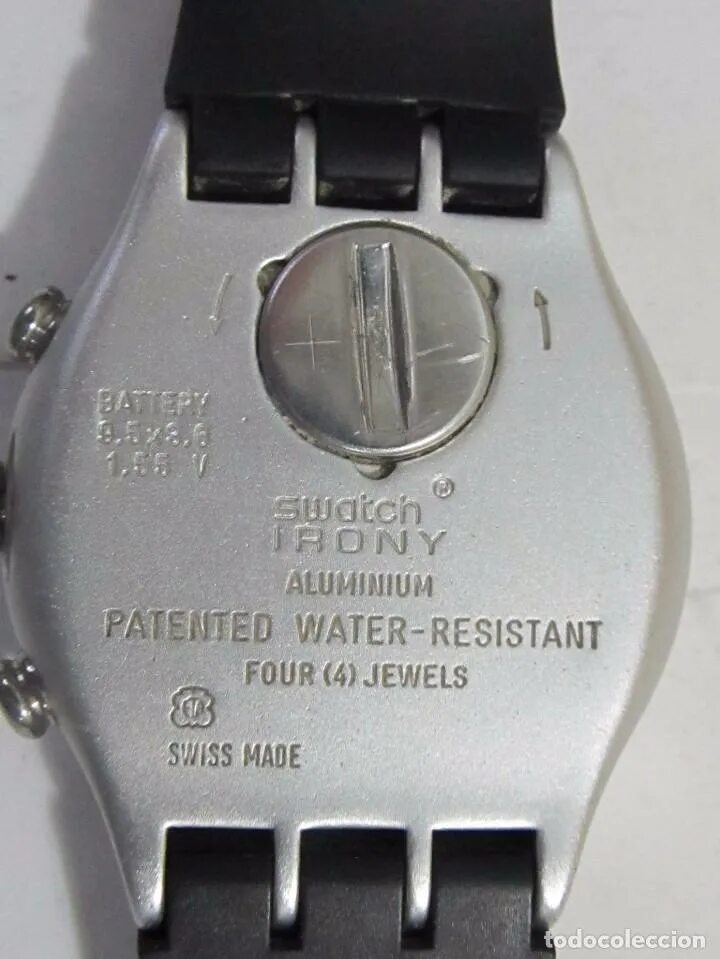 BATTERY
9.5x3.6
1.55 V
swatch ®
IRONY
ALUMINIUM
PATENTED WATER-RESISTANT
FOUR (4) JEWELS
SWISS MADE
todocoleccion